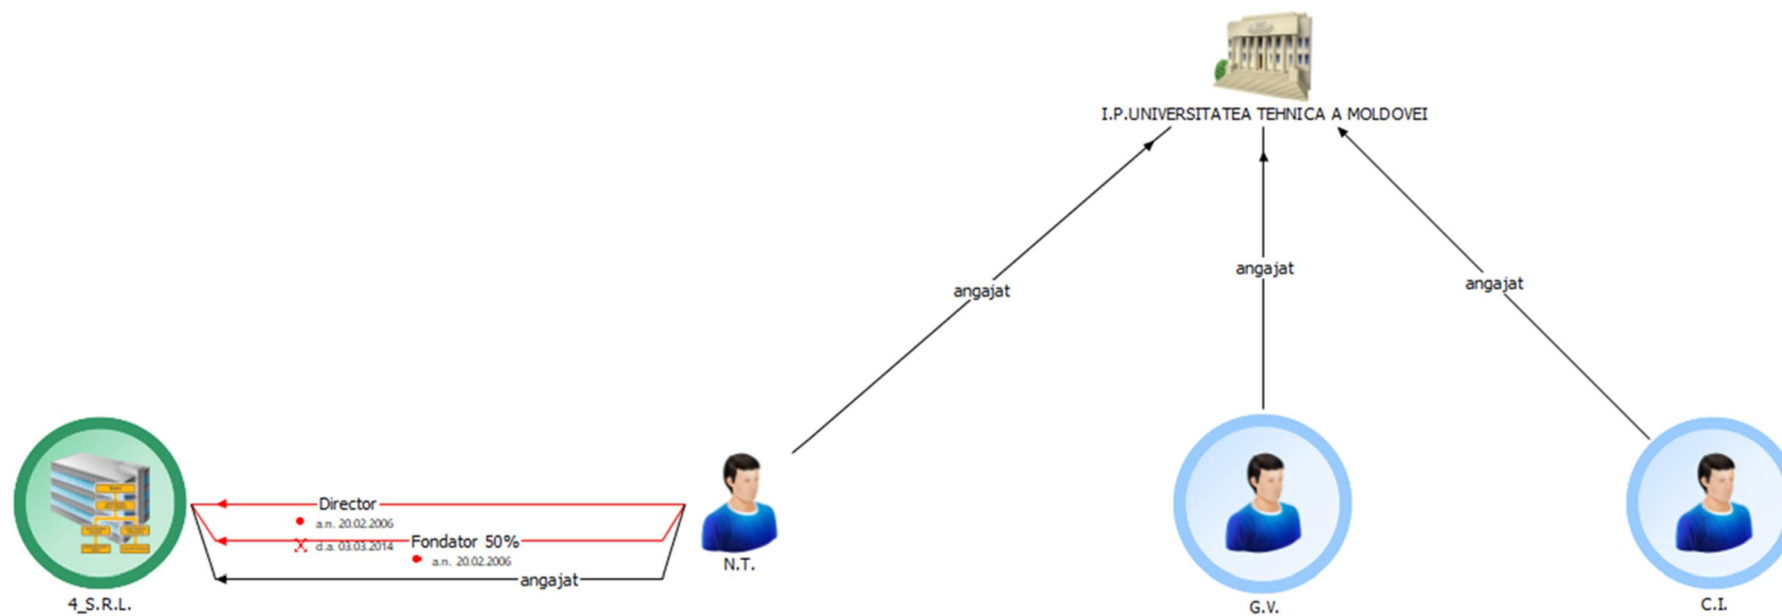 I.P.UNIVERSITATEA TEHNICA A MOLDOVEI
angajat
angajat
angajat
Director
a.n. 20.02.2006
d.a. 03.03.2014
Fondator 50%
a.n. 20.02.2006
angajat
4_S.R.L.
N.T.
G.V.
C.I.